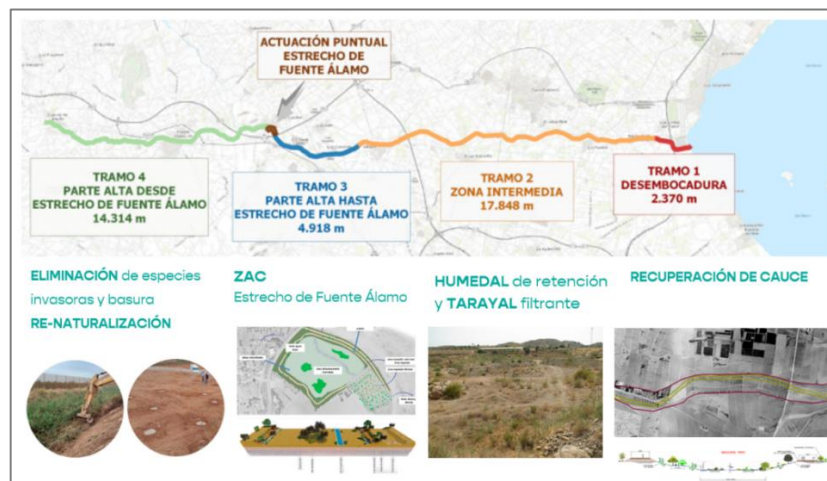 ACTUACIÓN PUNTUAL
ESTRECHO DE
FUENTE ÁLAMO
TRAMO 4
PARTE ALTA DESDE
ESTRECHO DE FUENTE ÁLAMO
14.314 m
TRAMO 3
PARTE ALTA HASTA
ESTRECHO DE FUENTE ÁLAMO
4.918 m
TRAMO 2
ZONA INTERMEDIA
17.848 m
TRAMO 1
DESEMBOCADURA
2.370 m
ELIMINACIÓN de especies
invasoras y basura
RE-NATURALIZACIÓN
ZAC
Estrecho de Fuente Álamo
HUMEDAL de retención
y TARAYAL filtrante
RECUPERACIÓN DE CAUCE